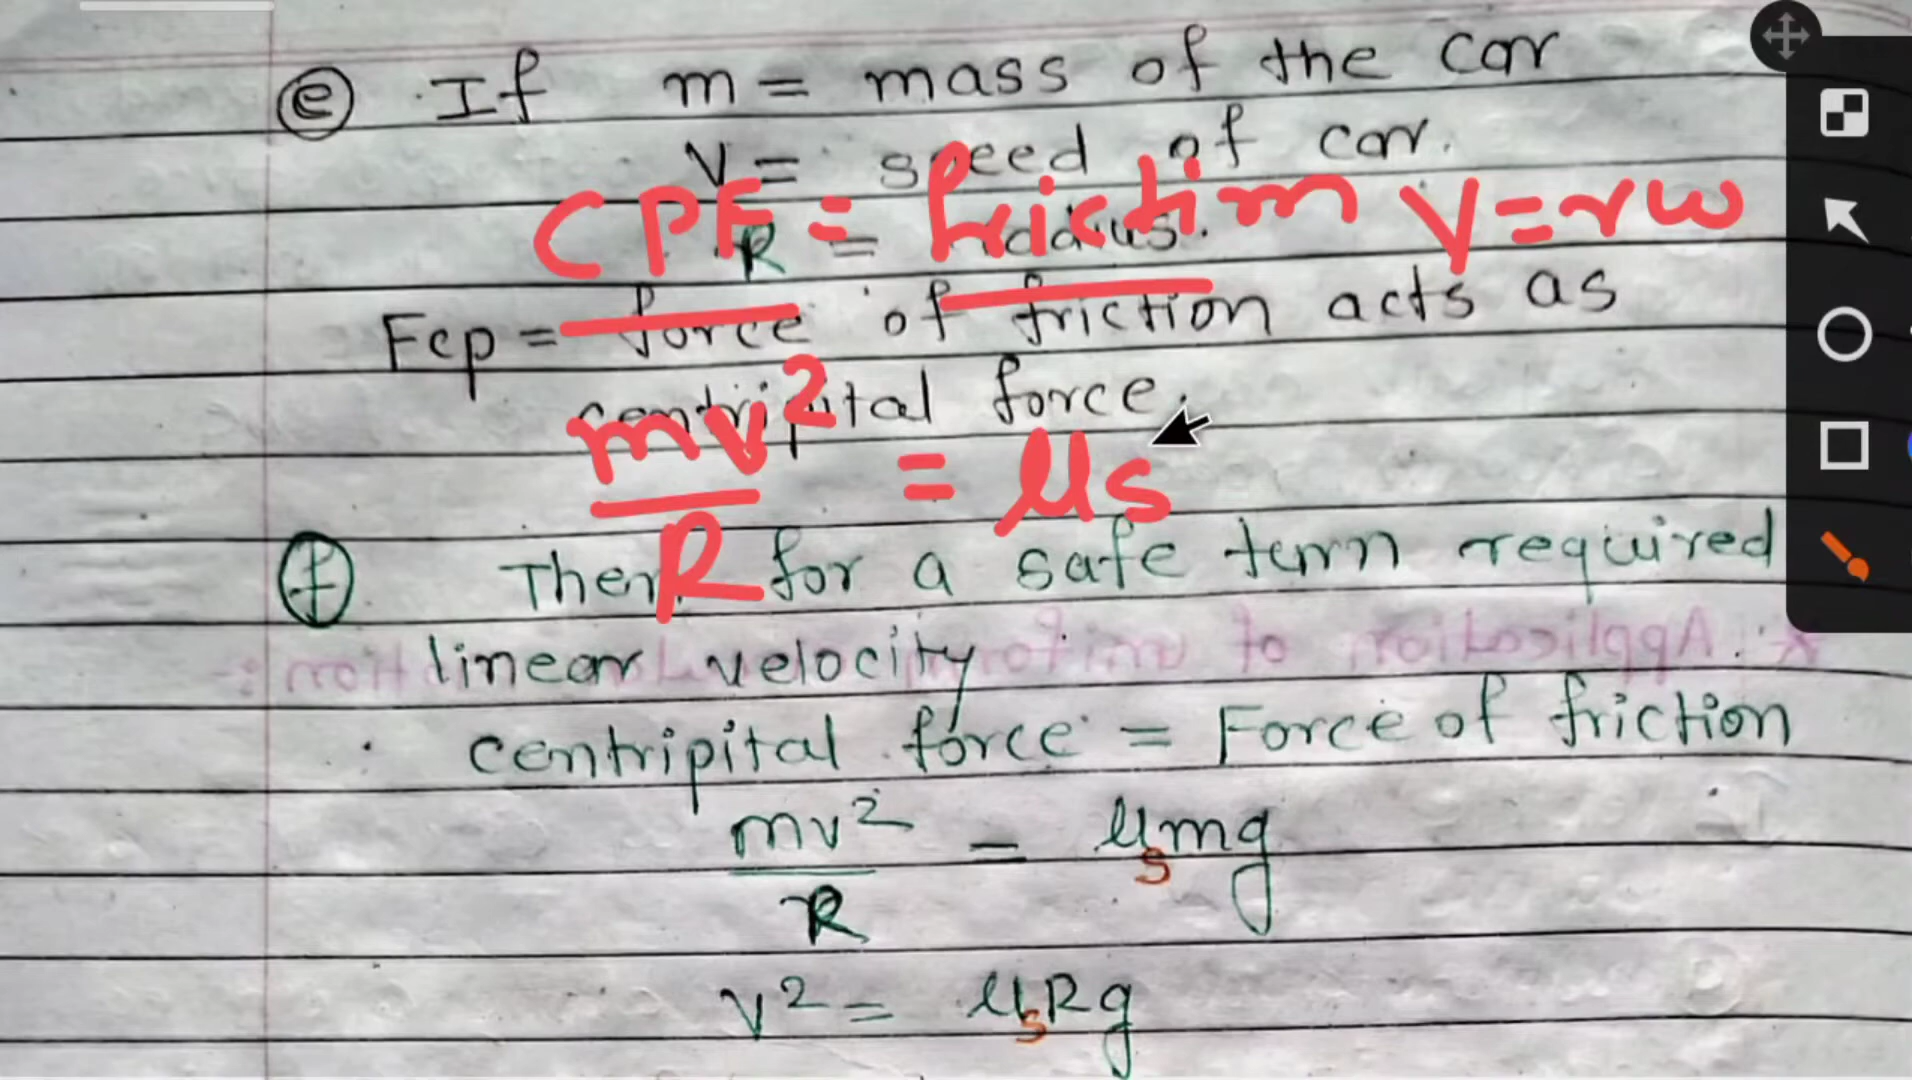 ⓔ If m = mass of the car
V = speed of car.
CPF = friction V = rω
R = radius.
Fcp = force of friction acts as
centripital force.
mv²/R = μs
ⓕ Then for a safe turn required
linear velocity
centripital force = Force of friction
mv²/R = μsmg
v² = μsRg